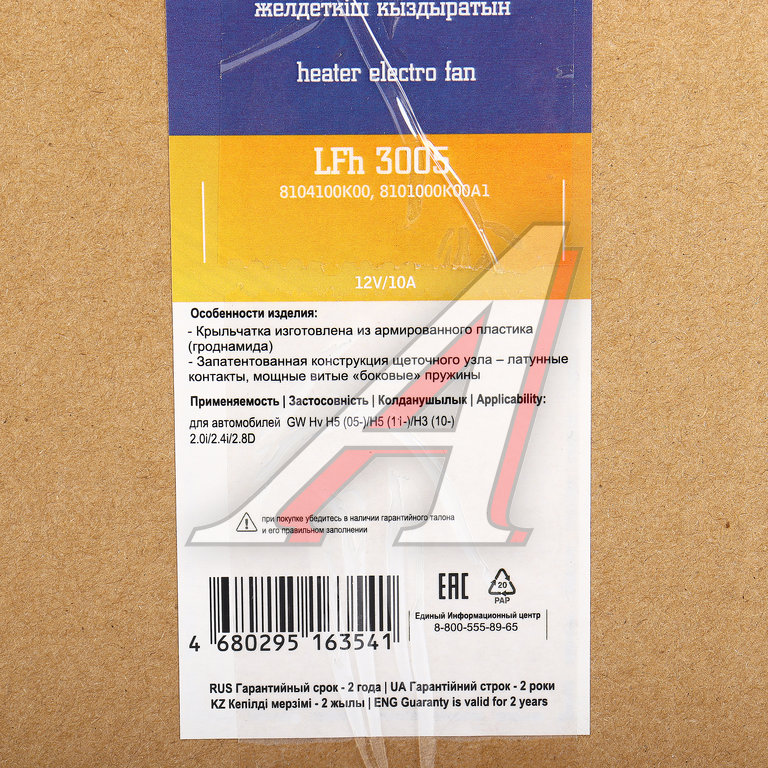 желдеткіш қыздыратын
heater electro fan
LFh 3005
8104100K00, 8101000K00A1
12V/10A
Особенности изделия:
- Крыльчатка изготовлена из армированного пластика
(гроднамида)
- Запатентованная конструкция щеточного узла – латунные
контакты, мощные витые «боковые» пружины
Применяемость | Застосовність | Колданушылык | Applicability:
для автомобилей GW Hv H5 (05-)/H5 (11-)/H3 (10-)
2.0i/2.4i/2.8D
при покупке убедитесь в наличии гарантийного талона
и его правильном заполнении
EAC
20
PAP
Единый Информационный центр
8-800-555-89-65
4 680295 163541
RUS Гарантийный срок - 2 года | UA Гарантійний строк - 2 роки
KZ Кепілді мерзімі - 2 жылы | ENG Guaranty is valid for 2 years